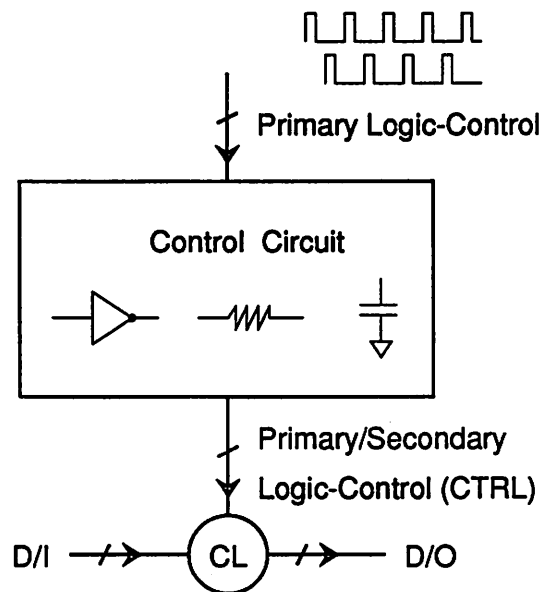 Primary Logic-Control
Control Circuit
Primary/Secondary
Logic-Control (CTRL)
D/I
CL
D/O